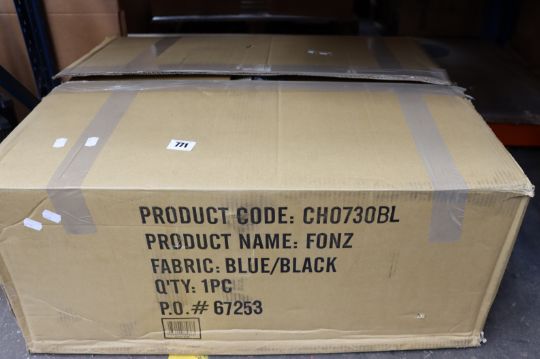 771
PRODUCT CODE: CH0730BL
PRODUCT NAME: FONZ
FABRIC: BLUE/BLACK
Q'TY: 1PC
P.O.# 67253